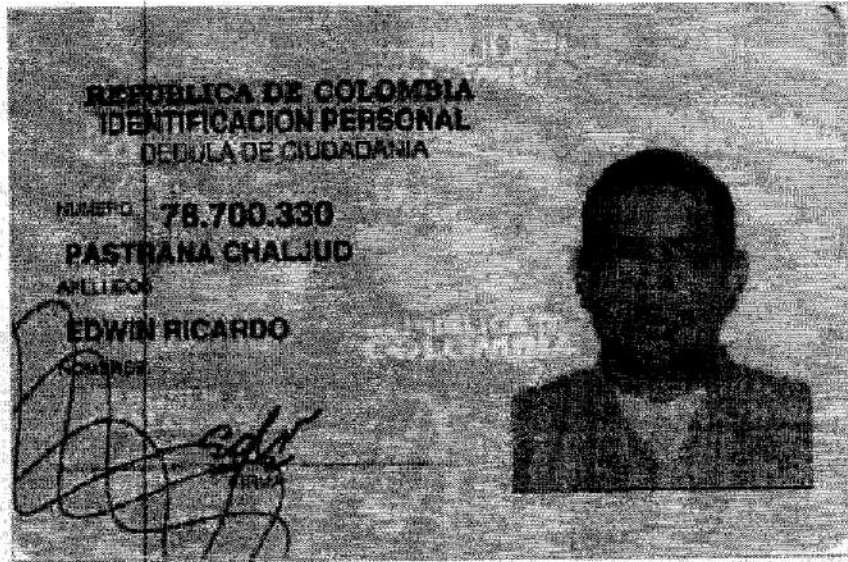 REPUBLICA DE COLOMBIA
IDENTIFICACION PERSONAL
CEDULA DE CIUDADANIA
NUMERO 78.700.330
PASTRANA CHALJUD
APELLIDOS
EDWIN RICARDO
NOMBRES
FIRMA
COLOMBIA